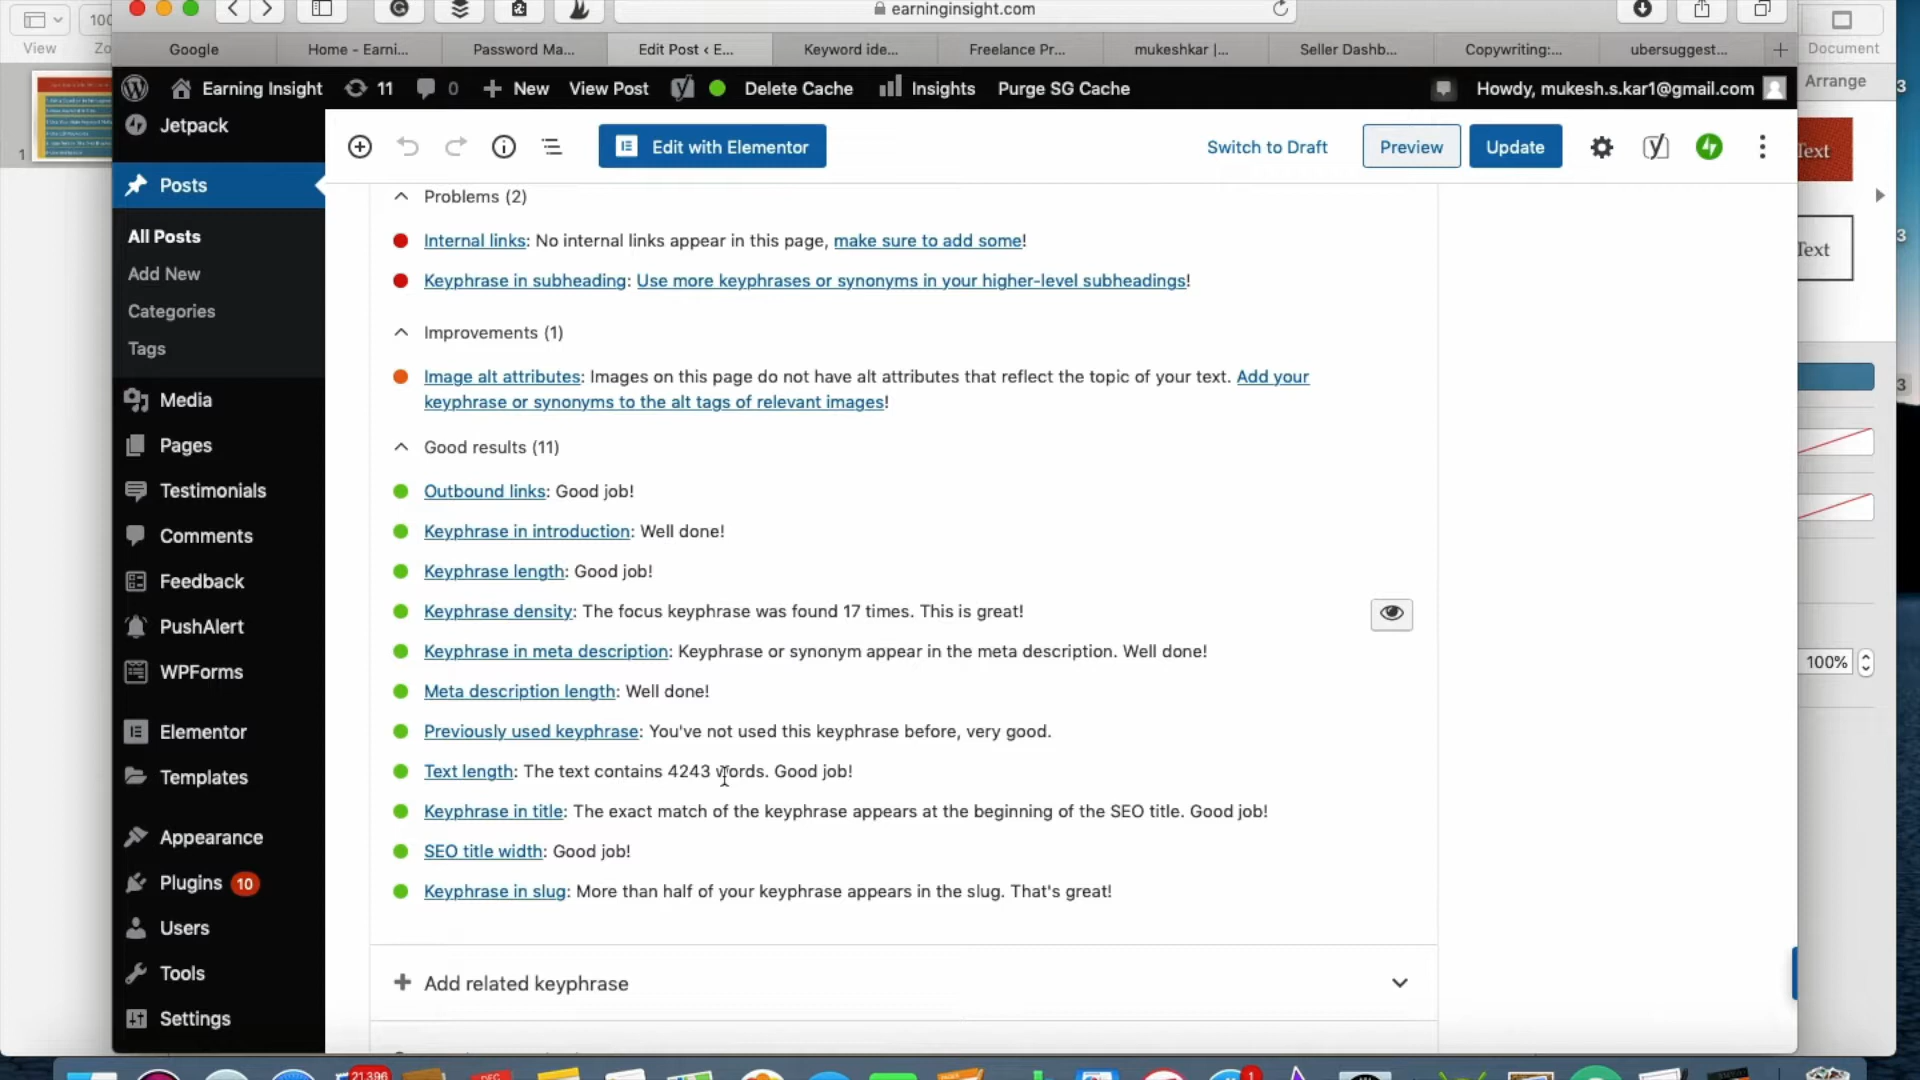 View
100
Zo
earninginsight.com
Google
Home - Earni...
Password Ma...
Edit Post ‹ E...
Keyword ide...
Freelance Pr...
mukeshkar |...
Seller Dashb...
Copywriting:...
ubersuggest...
Document
Arrange
Earning Insight
11
0
New
View Post
Delete Cache
Insights
Purge SG Cache
Howdy, mukesh.s.kar1@gmail.com
Jetpack
Edit with Elementor
Switch to Draft
Preview
Update
Posts
All Posts
Add New
Categories
Tags
Media
Pages
Testimonials
Comments
Feedback
PushAlert
WPForms
Elementor
Templates
Appearance
Plugins 10
Users
Tools
Settings
Problems (2)
Internal links: No internal links appear in this page, make sure to add some!
Keyphrase in subheading: Use more keyphrases or synonyms in your higher-level subheadings!
Improvements (1)
Image alt attributes: Images on this page do not have alt attributes that reflect the topic of your text. Add your
keyphrase or synonyms to the alt tags of relevant images!
Good results (11)
Outbound links: Good job!
Keyphrase in introduction: Well done!
Keyphrase length: Good job!
Keyphrase density: The focus keyphrase was found 17 times. This is great!
Keyphrase in meta description: Keyphrase or synonym appear in the meta description. Well done!
Meta description length: Well done!
Previously used keyphrase: You've not used this keyphrase before, very good.
Text length: The text contains 4243 words. Good job!
Keyphrase in title: The exact match of the keyphrase appears at the beginning of the SEO title. Good job!
SEO title width: Good job!
Keyphrase in slug: More than half of your keyphrase appears in the slug. That's great!
Add related keyphrase
1
Text
Text
3
3
3
100%
21,396
DEC
1